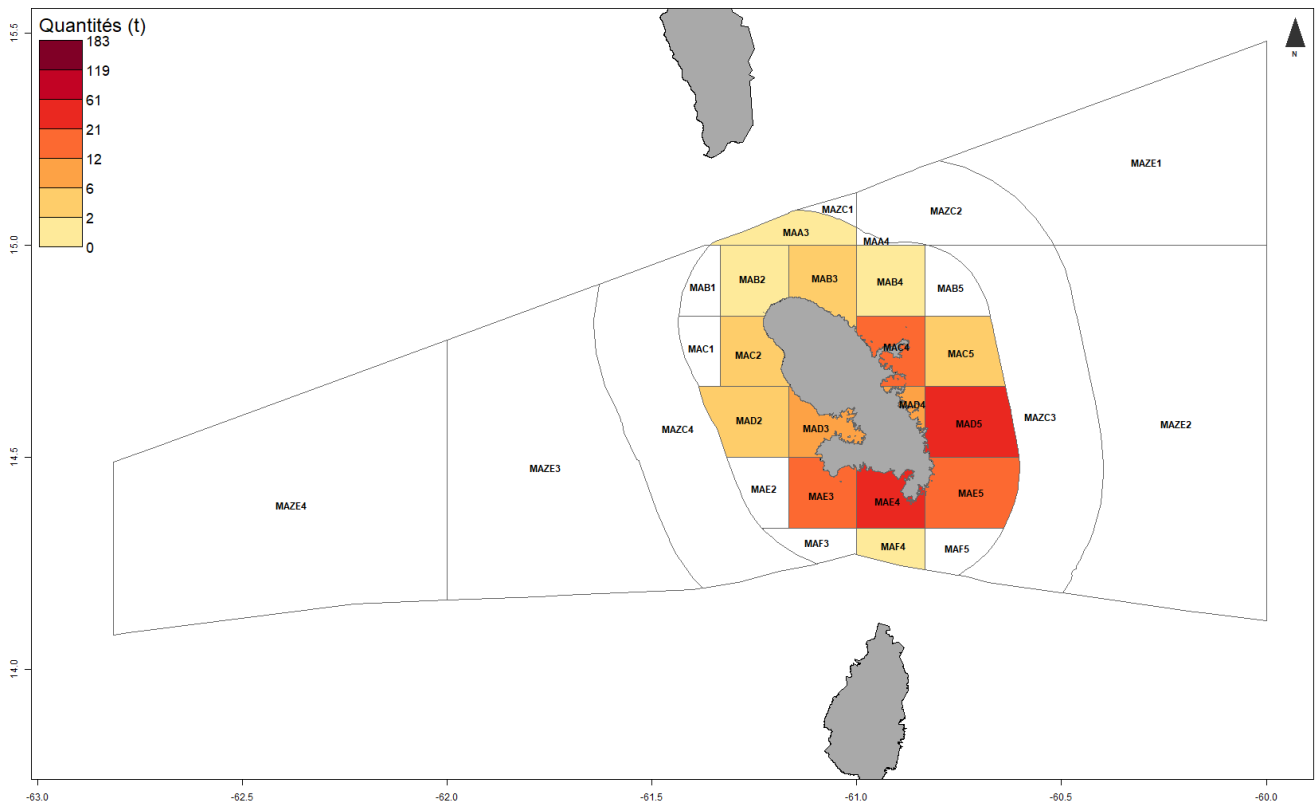 Quantités (t)
183
119
61
21
12
6
2
0
N
15.5
15.0
14.5
14.0
MAZE1
MAZC1
MAZC2
MAA3
MAA4
MAB1
MAB2
MAB3
MAB4
MAB5
MAC1
MAC2
MAC4
MAC5
MAD2
MAD3
MAD4
MAD5
MAZC3
MAZE2
MAZC4
MAZE3
MAZE4
MAE2
MAE3
MAE4
MAE5
MAF3
MAF4
MAF5
-63.0
-62.5
-62.0
-61.5
-61.0
-60.5
-60.0